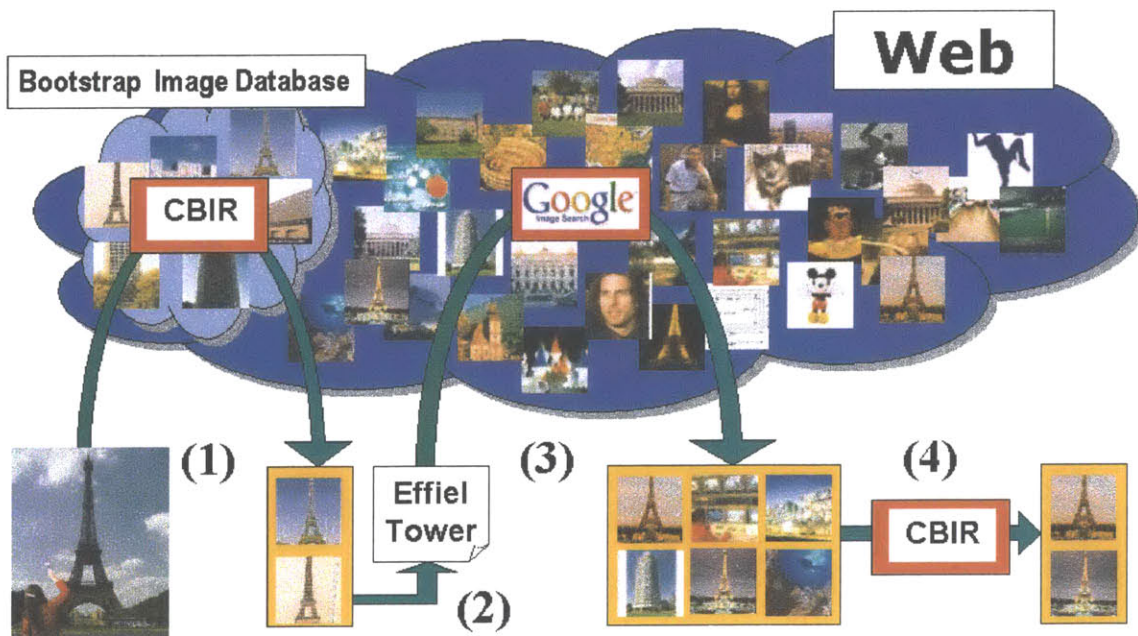 Web
Bootstrap Image Database
CBIR
Google
Image Search
(1)
(2)
(3)
(4)
Effiel
Tower
CBIR